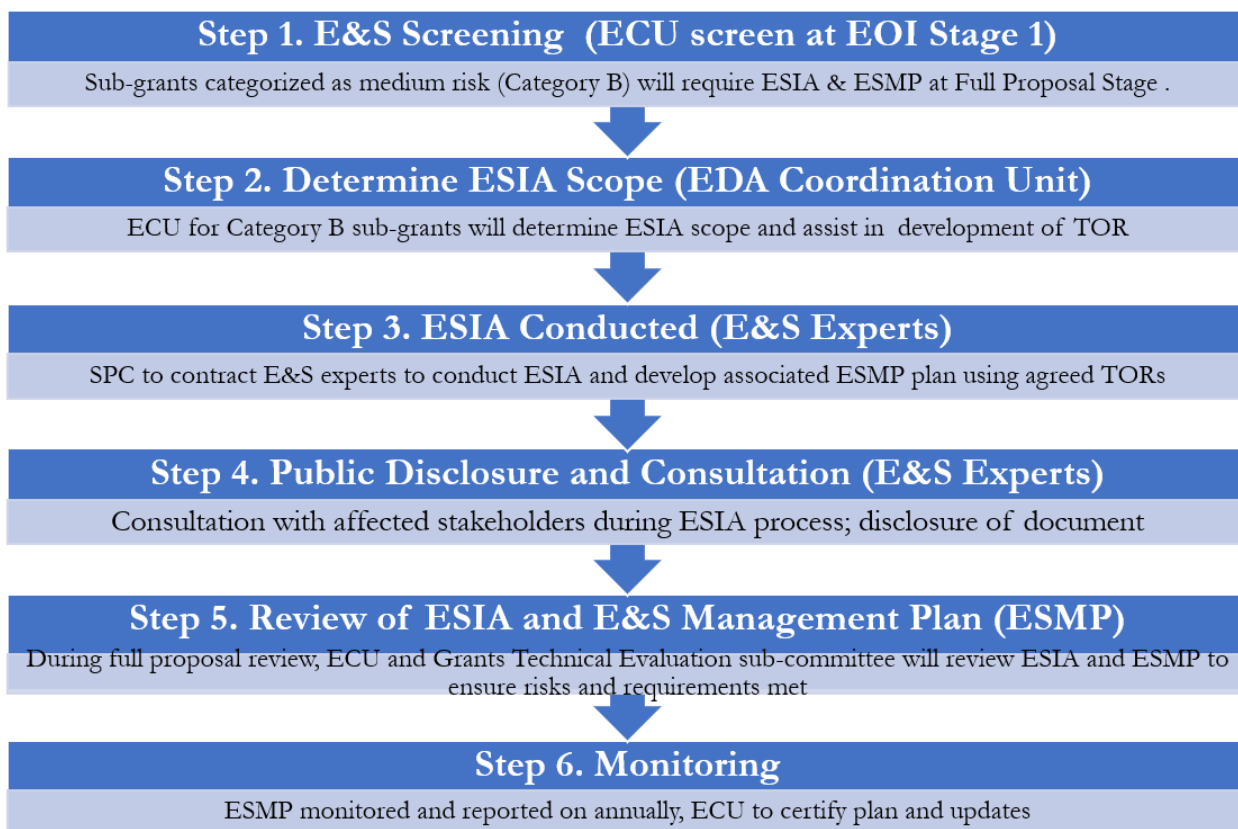 Step 1. E&S Screening (ECU screen at EOI Stage 1)
Sub-grants categorized as medium risk (Category B) will require ESIA & ESMP at Full Proposal Stage .
Step 2. Determine ESIA Scope (EDA Coordination Unit)
ECU for Category B sub-grants will determine ESIA scope and assist in development of TOR
Step 3. ESIA Conducted (E&S Experts)
SPC to contract E&S experts to conduct ESIA and develop associated ESMP plan using agreed TORs
Step 4. Public Disclosure and Consultation (E&S Experts)
Consultation with affected stakeholders during ESIA process; disclosure of document
Step 5. Review of ESIA and E&S Management Plan (ESMP)
During full proposal review, ECU and Grants Technical Evaluation sub-committee will review ESIA and ESMP to
ensure risks and requirements met
Step 6. Monitoring
ESMP monitored and reported on annually, ECU to certify plan and updates